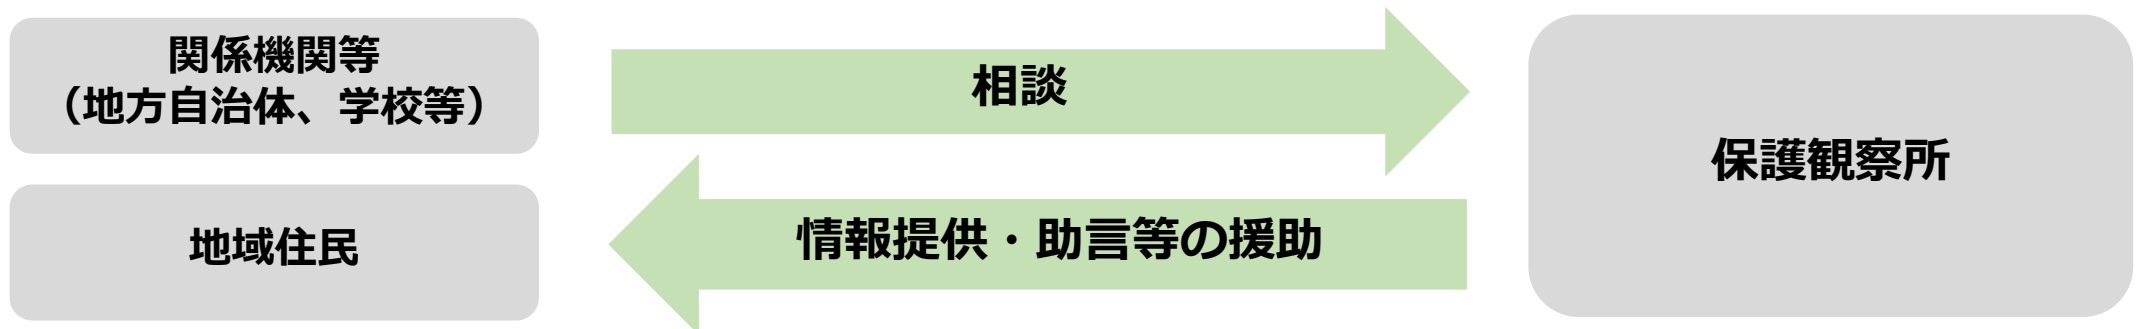 関係機関等
（地方自治体、学校等）
地域住民
相談
情報提供・助言等の援助
保護観察所